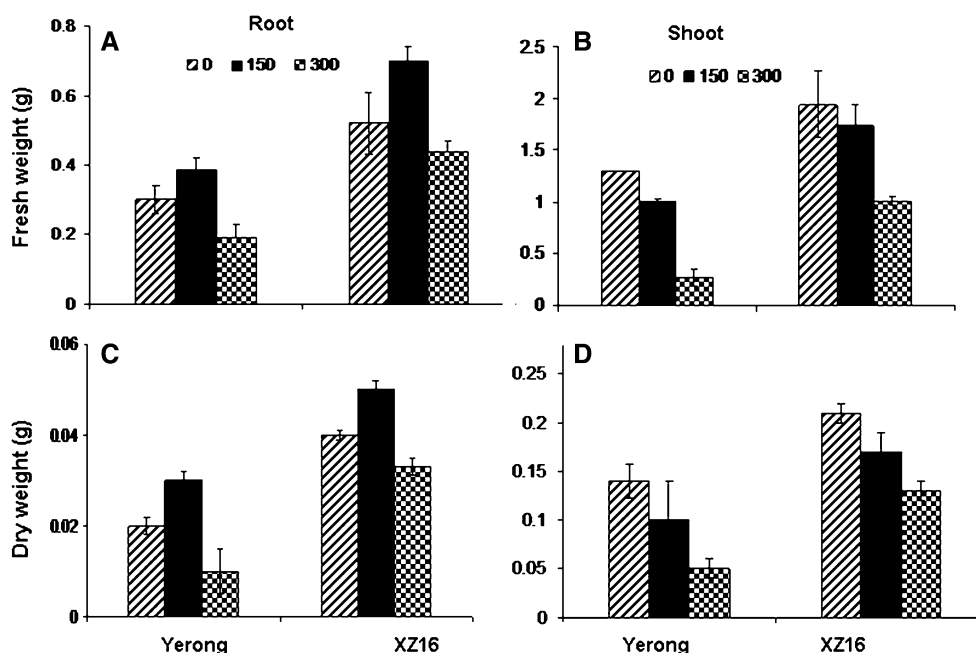 A
Root
0 150 300
Fresh weight (g)
0.8
0.6
0.4
0.2
0
B
Shoot
0 150 300
2.5
2
1.5
1
0.5
0
C
Dry weight (g)
0.06
0.04
0.02
0
Yerong XZ16
D
0.25
0.2
0.15
0.1
0.05
0
Yerong XZ16